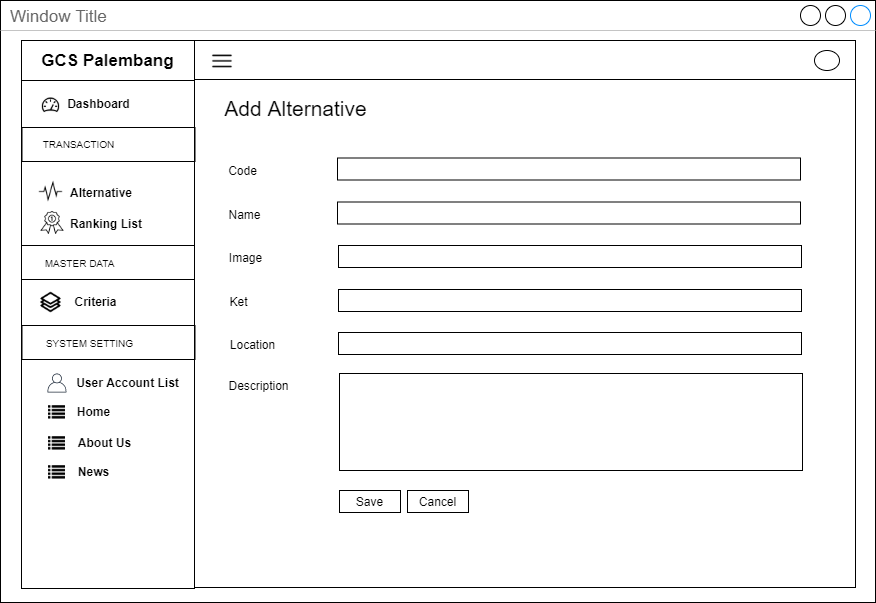 Window Title
GCS Palembang
Dashboard
TRANSACTION
Alternative
Ranking List
MASTER DATA
Criteria
SYSTEM SETTING
User Account List
Home
About Us
News
Add Alternative
Code
Name
Image
Ket
Location
Description
Save
Cancel